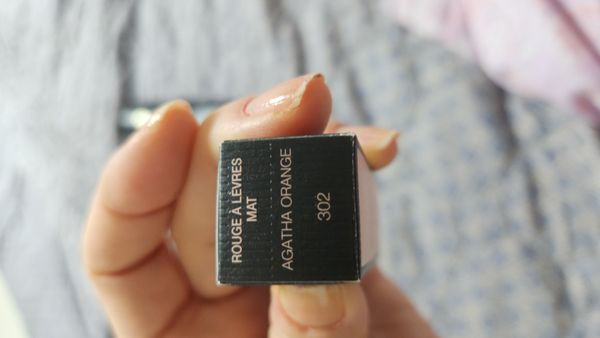 ROUGE À LÈVRES
MAT
AGATHA ORANGE
302